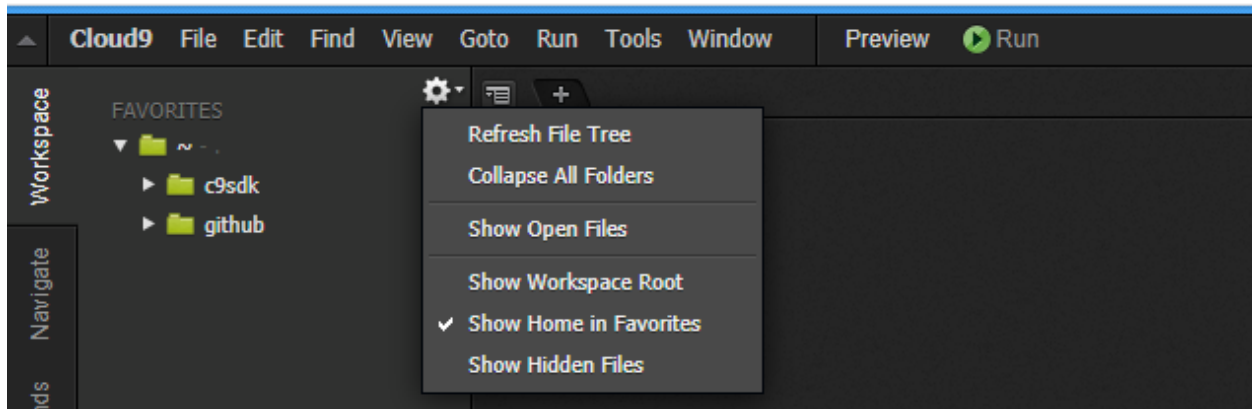 Cloud9 File Edit Find View Goto Run Tools Window Preview Run
Workspace
FAVORITES
~ - .
c9sdk
github
Navigate
Refresh File Tree
Collapse All Folders
Show Open Files
Show Workspace Root
Show Home in Favorites
Show Hidden Files